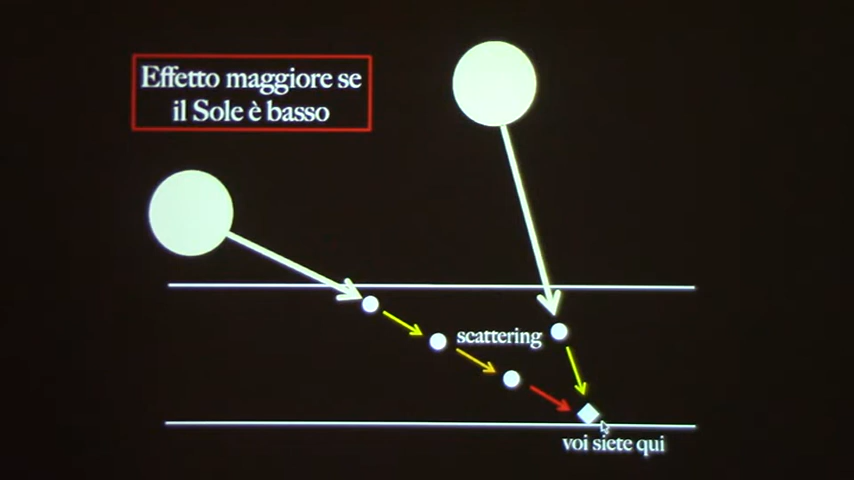 Effetto maggiore se
il Sole è basso
scattering
voi siete qui